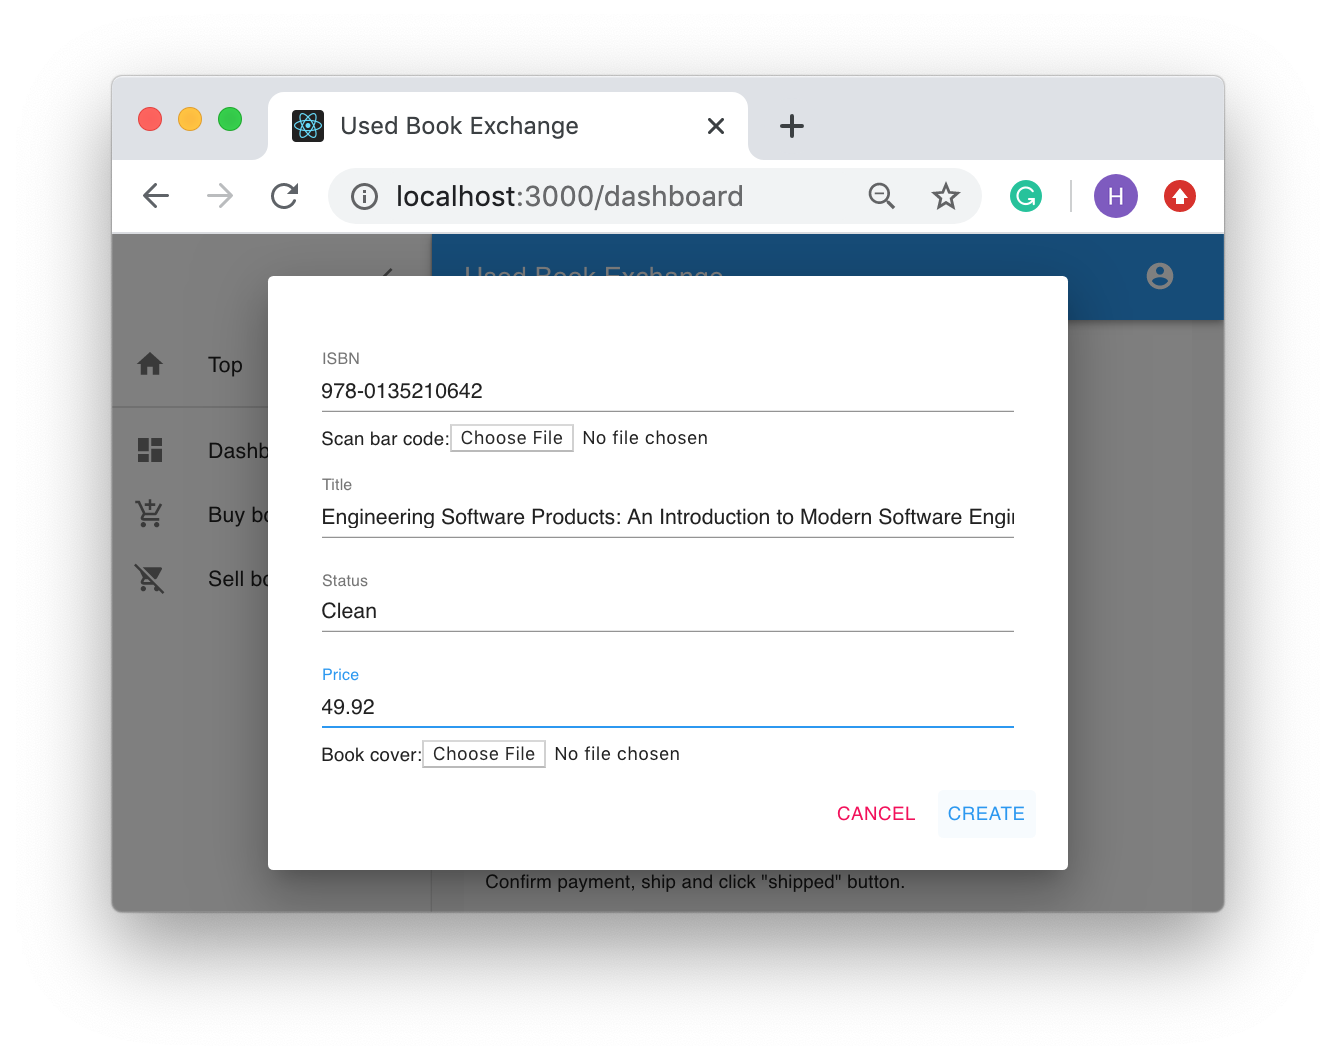 Used Book Exchange
localhost:3000/dashboard
H
Used Book Exchange
Top
Dashb
Buy bo
Sell bo
ISBN
978-0135210642
Scan bar code: Choose File No file chosen
Title
Engineering Software Products: An Introduction to Modern Software Engin
Status
Clean
Price
49.92
Book cover: Choose File No file chosen
CANCEL CREATE
Confirm payment, ship and click "shipped" button.